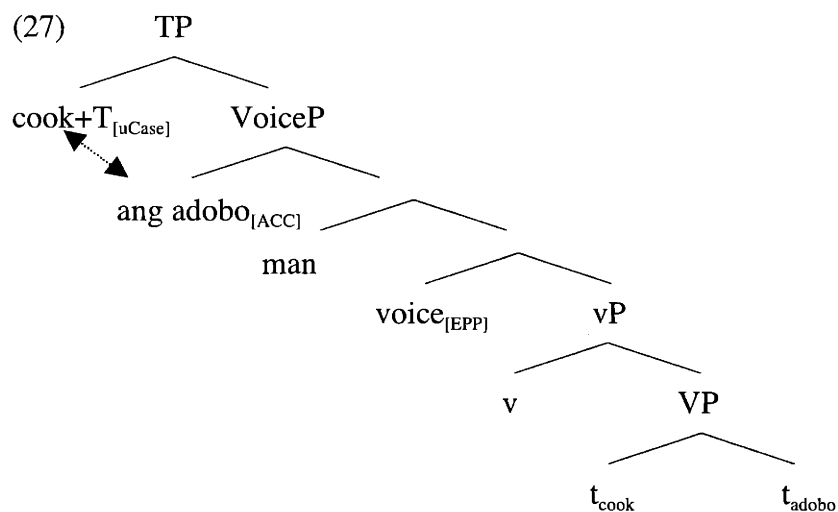 (27) TP
cook+T[uCase] VoiceP
ang adobo[ACC]
man
voice[EPP] vP
v VP
tcook tadobo